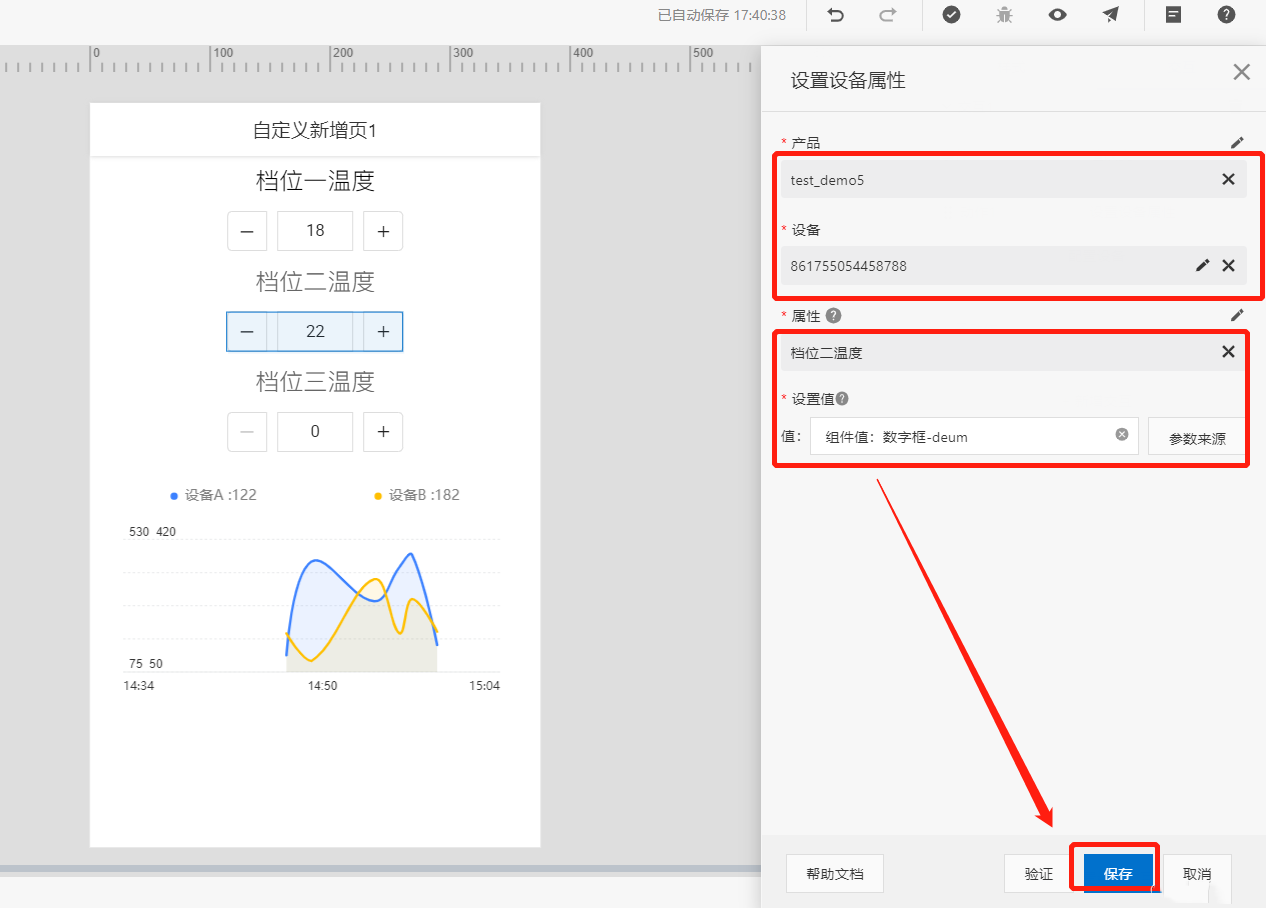 已自动保存 17:40:38
0 100 200 300 400 500
设置设备属性
自定义新增页1
档位一温度
18
档位二温度
22
档位三温度
0
设备A :122 设备B :182
530 420
75 50
14:34 14:50 15:04
* 产品
test_demo5
* 设备
861755054458788
* 属性
档位二温度
* 设置值
值: 组件值：数字框-deum 参数来源
帮助文档 验证 保存 取消